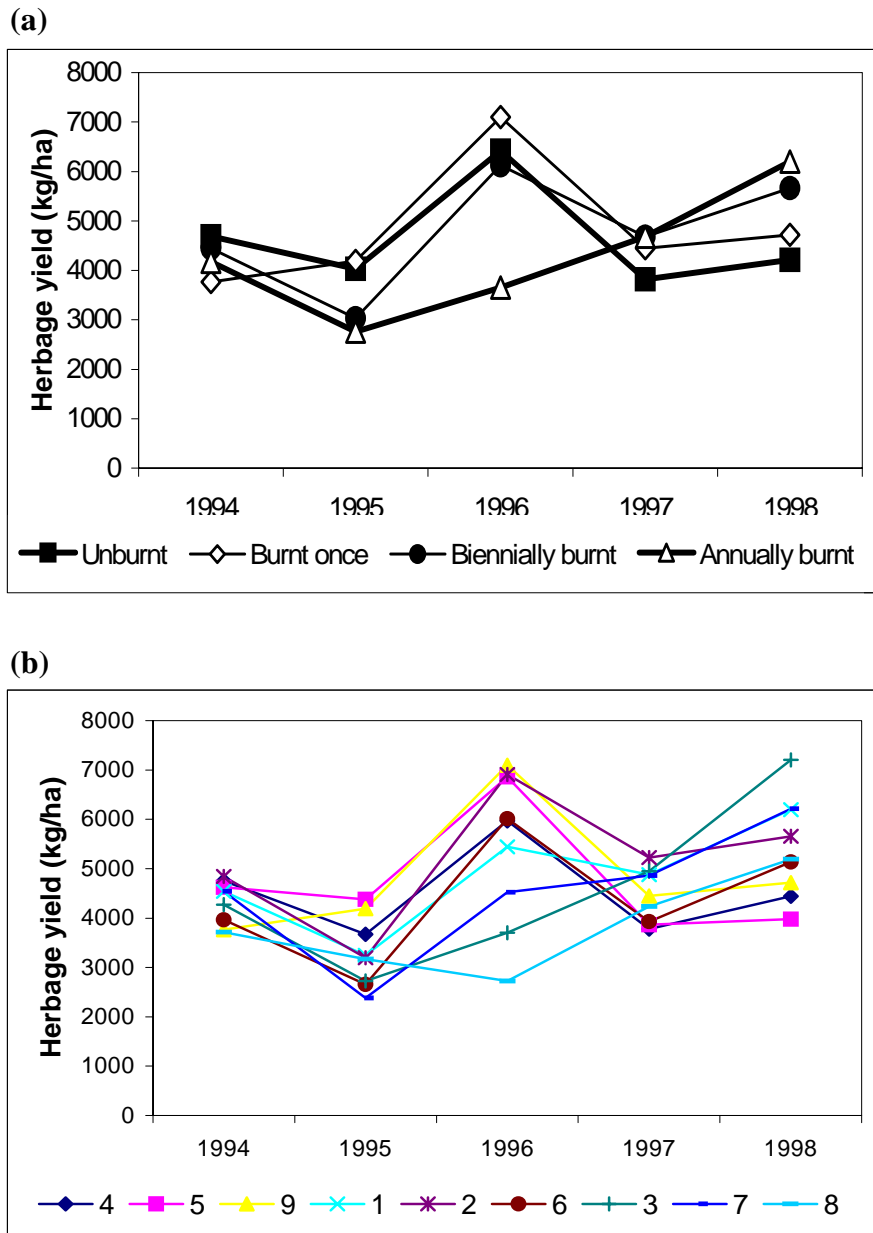 (a)
Herbage yield (kg/ha)
8000
7000
6000
5000
4000
3000
2000
1000
0
1994 1995 1996 1997 1998
Unburnt Burnt once Biennially burnt Annually burnt
(b)
Herbage yield (kg/ha)
8000
7000
6000
5000
4000
3000
2000
1000
0
1994 1995 1996 1997 1998
4 5 9 1 2 6 3 7 8